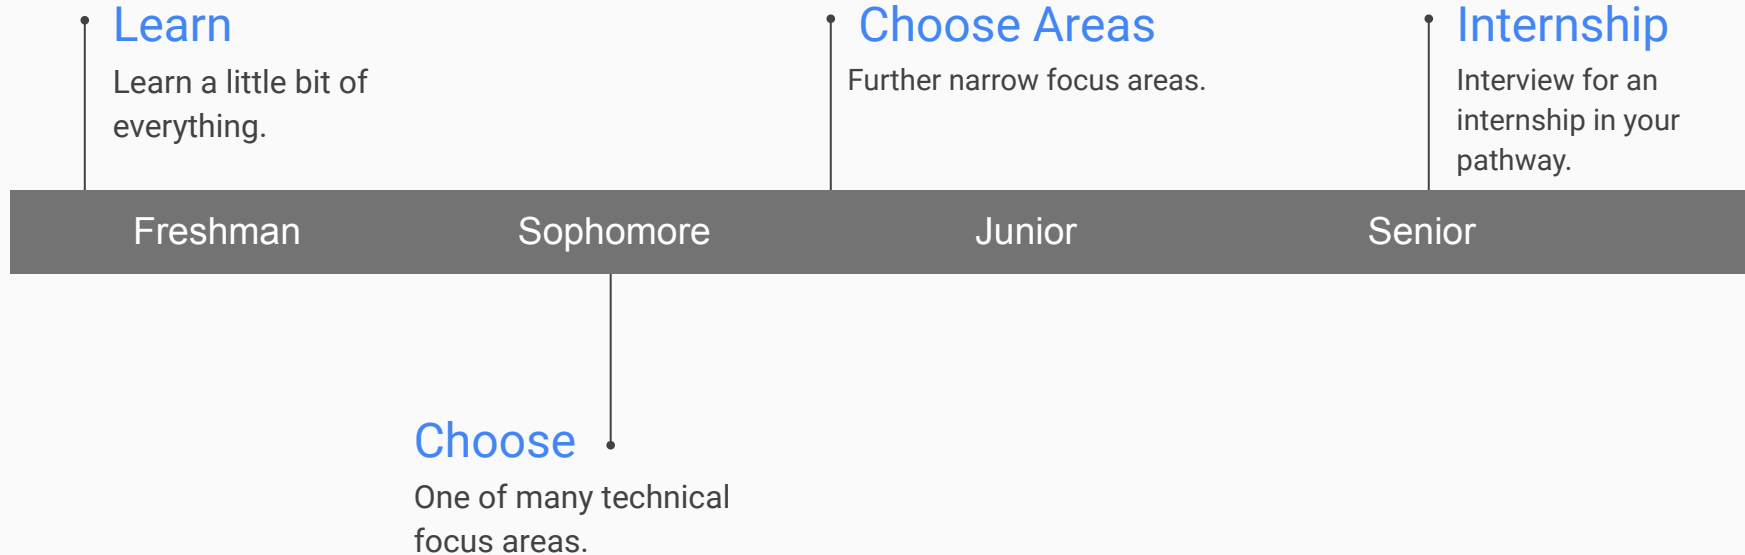 Learn
Learn a little bit of
everything.
Choose Areas
Further narrow focus areas.
Internship
Interview for an
internship in your
pathway.
Freshman
Sophomore
Junior
Senior
Choose
One of many technical
focus areas.